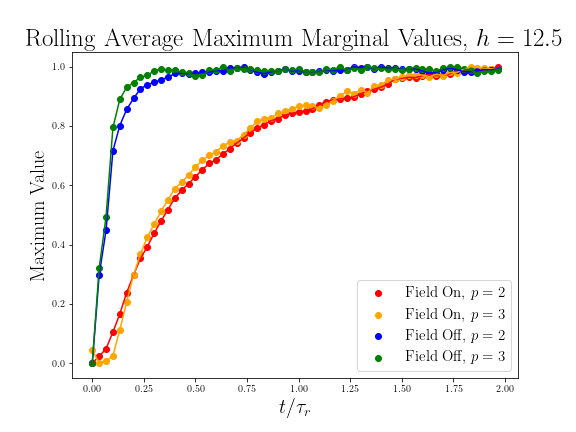 Rolling Average Maximum Marginal Values, h = 12.5
Maximum Value
1.0
0.8
0.6
0.4
0.2
0.0
0.00 0.25 0.50 0.75 1.00 1.25 1.50 1.75 2.00
t/τr
Field On, p = 2
Field On, p = 3
Field Off, p = 2
Field Off, p = 3